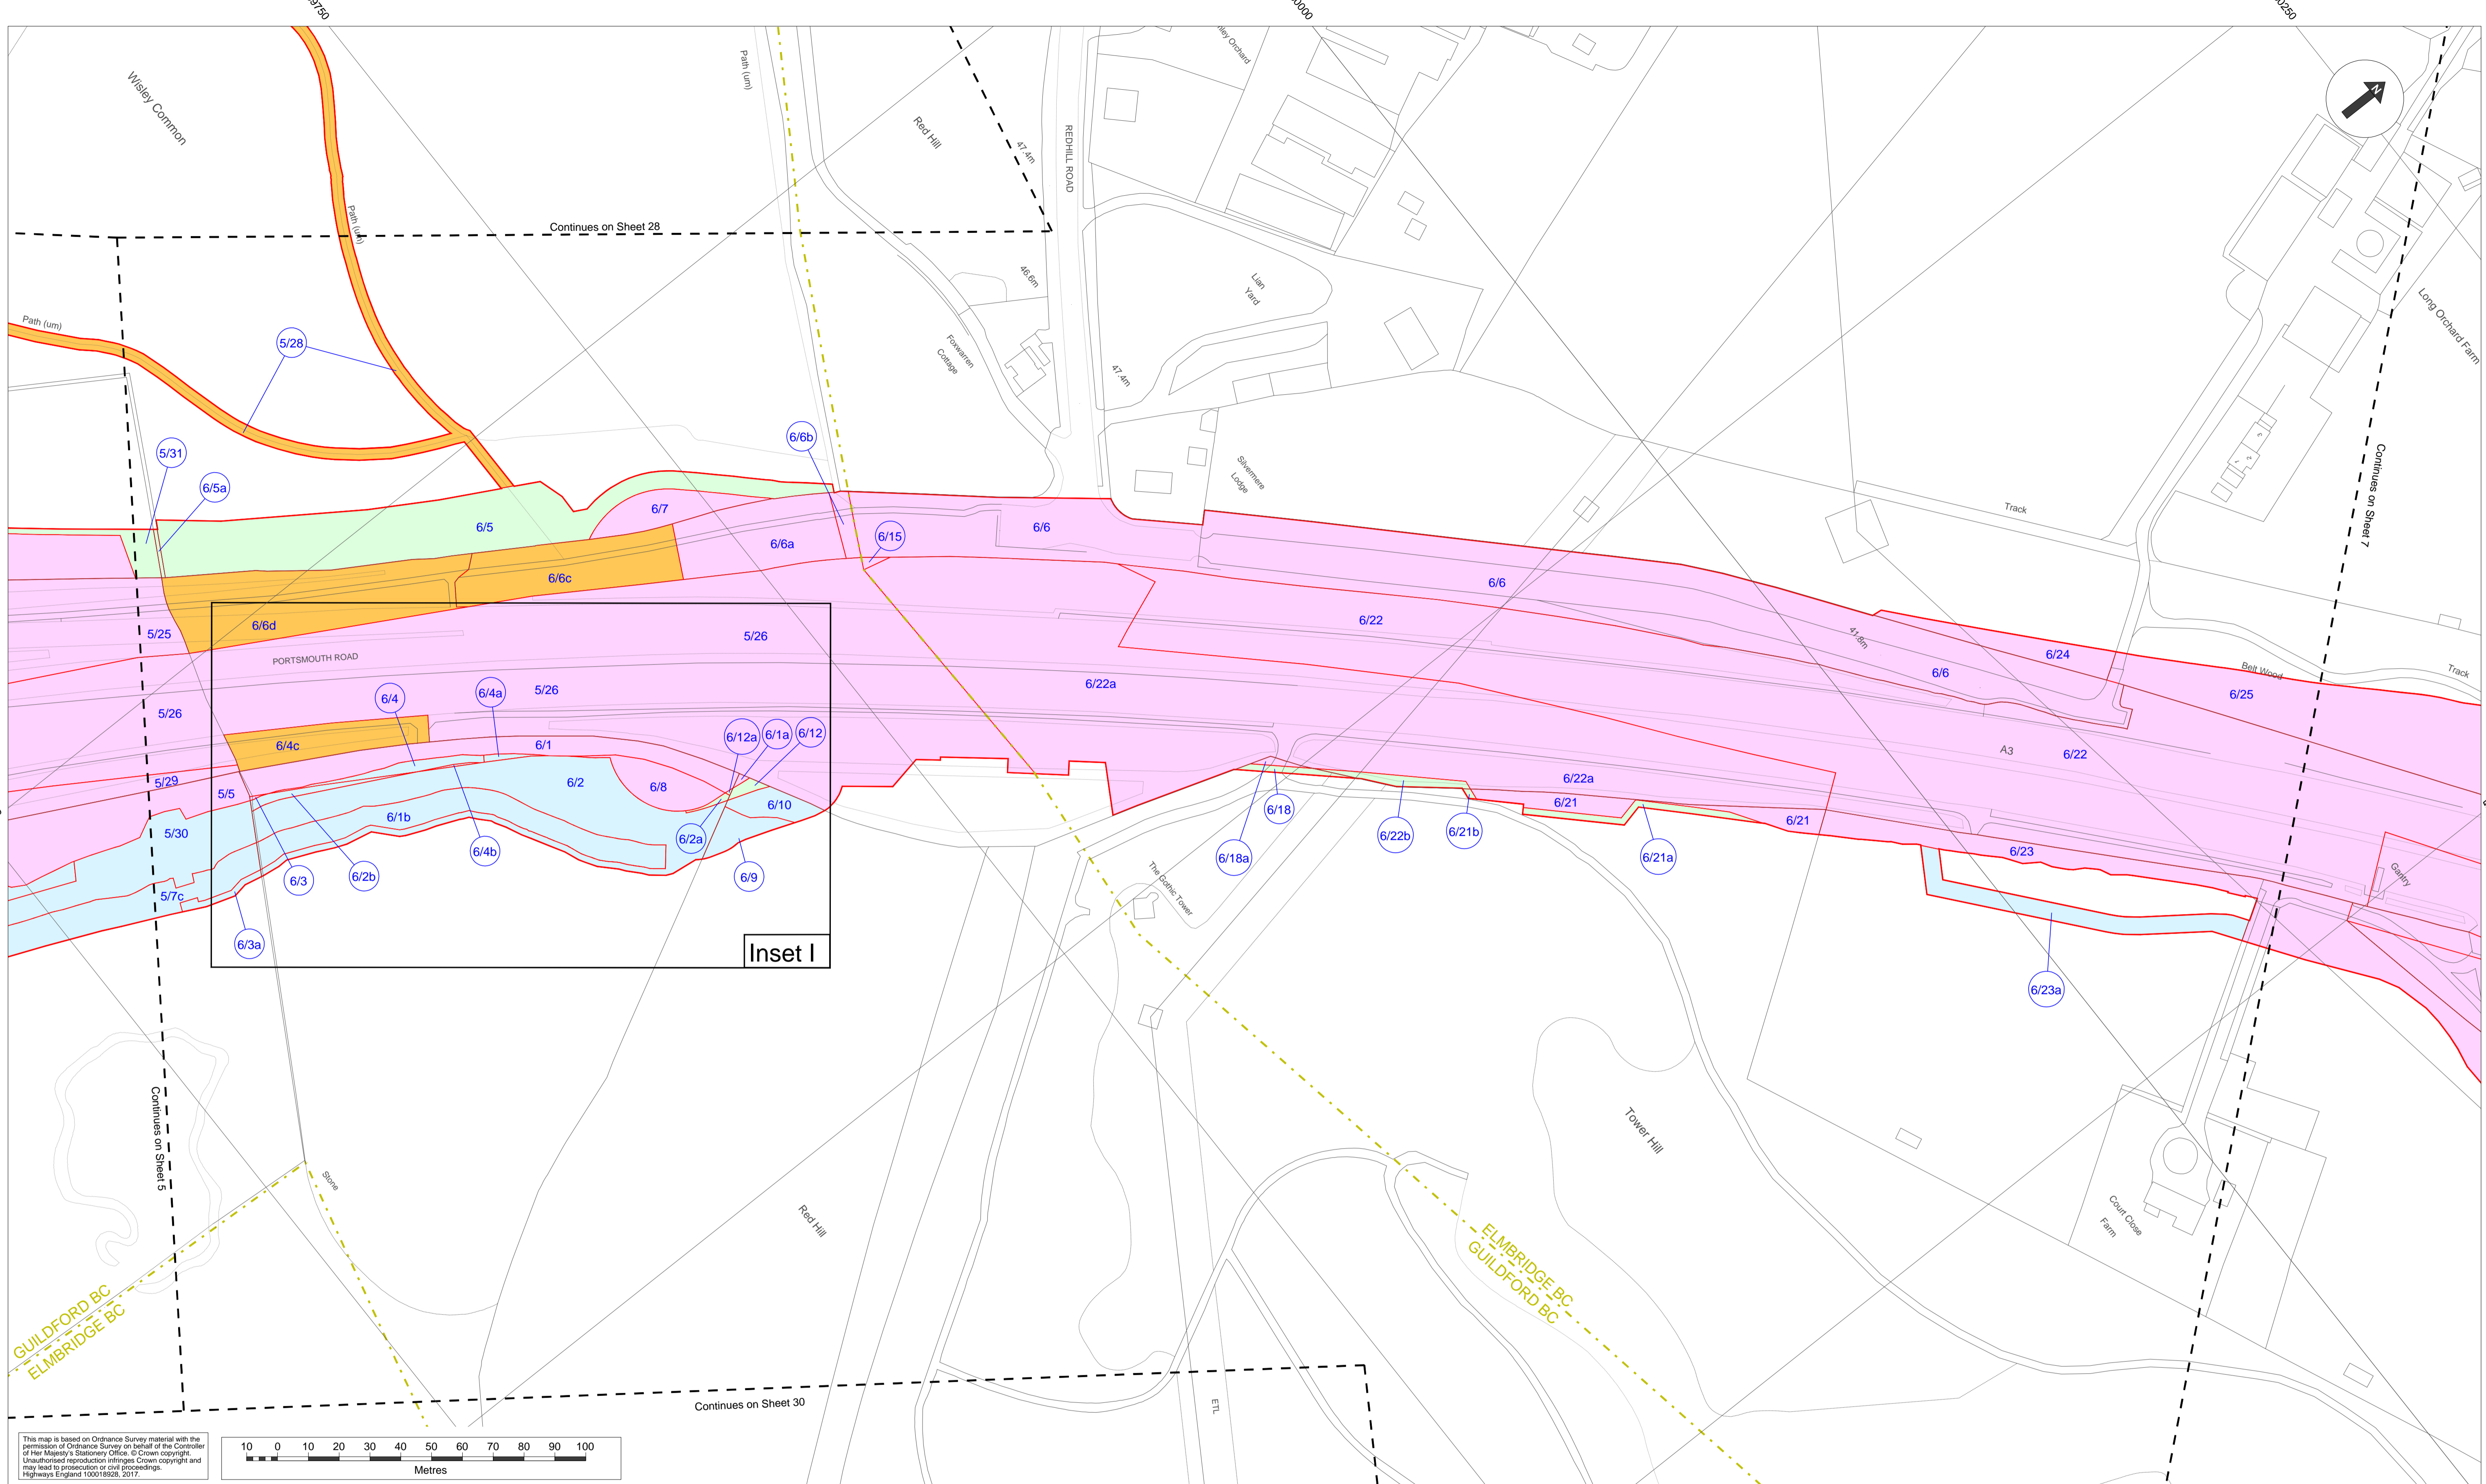 Wisley Common
Path (um)
Red Hill
47.4m
REDHILL ROAD
N
Continues on Sheet 28
Path (um)
46.6m
Lian
Yard
Long Orchard Farm
Path (um)
5/28
Foxwarren
Cottage
47.4m
6/6b
5/31
6/5a
Silvermere
Lodge
Continues on Sheet 7
Track
6/5
6/7
6/6a
6/15
6/6
6/6c
6/6
5/25
6/6d
5/26
6/22
41.8m
6/24
PORTSMOUTH ROAD
Belt Wood
Track
6/6
6/25
5/26
6/4
6/4a
5/26
6/22a
6/4c
6/1
6/12a
6/1a
6/12
A3
6/22
5/29
5/5
6/2
6/8
6/22a
6/10
6/18
6/21
6/21
5/30
6/1b
6/2a
6/22b
6/21b
6/23
6/4b
6/18a
6/21a
Gantry
6/3
6/2b
6/9
The Gothic Tower
5/7c
6/3a
Inset I
6/23a
Continues on Sheet 5
Stone
Tower Hill
Red Hill
Court Close
Farm
ELMBRIDGE BC
GUILDFORD BC
GUILDFORD BC
ELMBRIDGE BC
Continues on Sheet 30
ETL
This map is based on Ordnance Survey material with the
permission of Ordnance Survey on behalf of the Controller
of Her Majesty's Stationery Office. © Crown copyright.
Unauthorised reproduction infringes Crown copyright and
may lead to prosecution or civil proceedings.
Highways England 100018928, 2017.
10 0 10 20 30 40 50 60 70 80 90 100
Metres